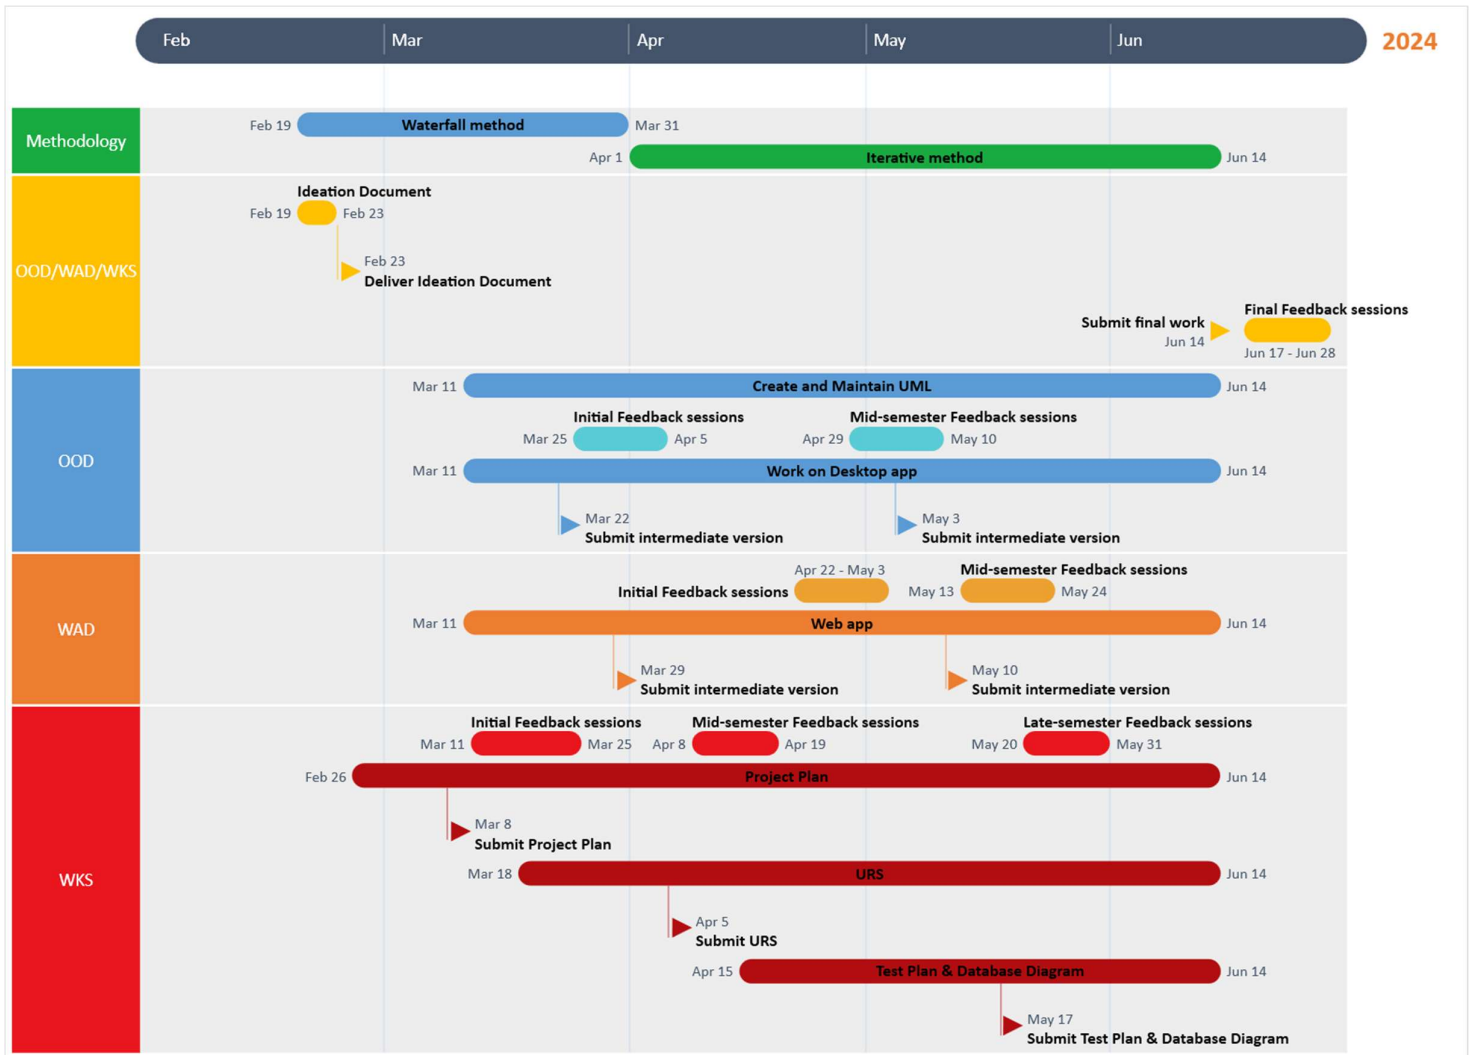 Feb
Mar
Apr
May
Jun
2024
Methodology
Feb 19
Waterfall method
Mar 31
Apr 1
Iterative method
Jun 14
OOD/WAD/WKS
Ideation Document
Feb 19
Feb 23
Feb 23
Deliver Ideation Document
Submit final work
Jun 14
Final Feedback sessions
Jun 17 - Jun 28
OOD
Mar 11
Create and Maintain UML
Jun 14
Initial Feedback sessions
Mar 25
Apr 5
Mid-semester Feedback sessions
Apr 29
May 10
Mar 11
Work on Desktop app
Jun 14
Mar 22
Submit intermediate version
May 3
Submit intermediate version
WAD
Apr 22 - May 3
Initial Feedback sessions
Mid-semester Feedback sessions
May 13
May 24
Mar 11
Web app
Jun 14
Mar 29
Submit intermediate version
May 10
Submit intermediate version
WKS
Initial Feedback sessions
Mar 11
Mar 25
Mid-semester Feedback sessions
Apr 8
Apr 19
Late-semester Feedback sessions
May 20
May 31
Feb 26
Project Plan
Jun 14
Mar 8
Submit Project Plan
Mar 18
URS
Jun 14
Apr 5
Submit URS
Apr 15
Test Plan & Database Diagram
Jun 14
May 17
Submit Test Plan & Database Diagram